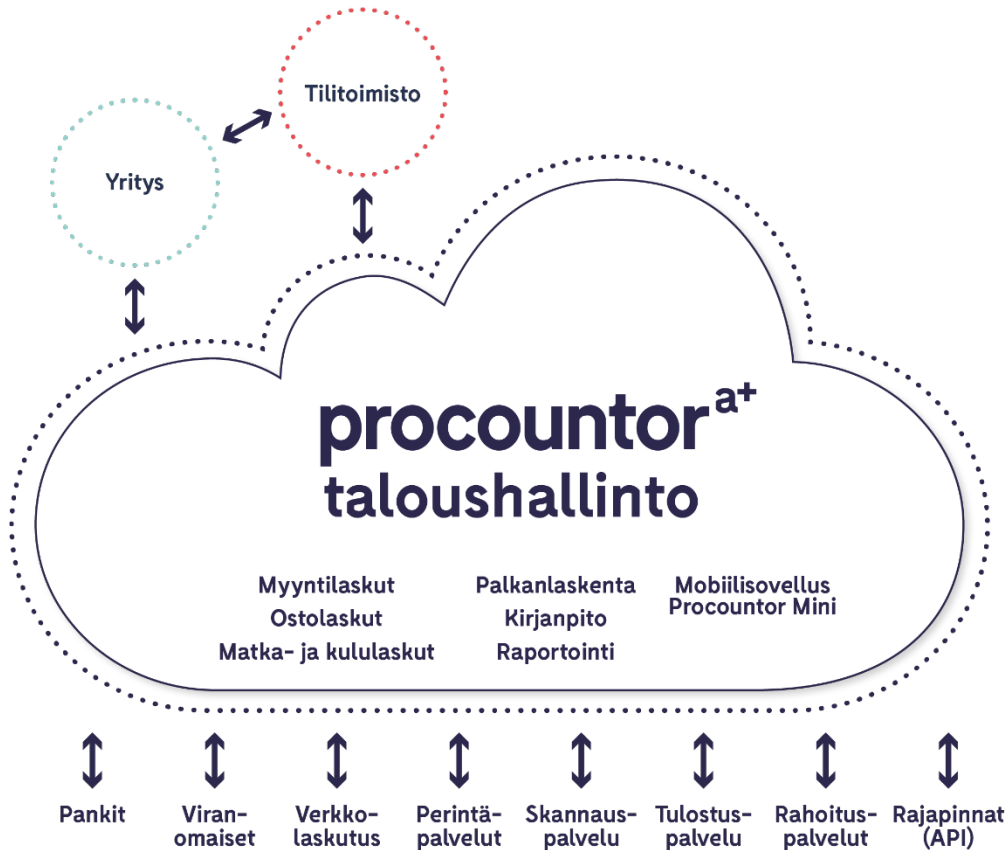 Tilitoimisto
Yritys
procountor a+
taloushallinto
Myyntilaskut
Ostolaskut
Matka- ja kululaskut
Palkanlaskenta
Kirjanpito
Raportointi
Mobiilisovellus
Procountor Mini
Pankit
Viran-
omaiset
Verkko-
laskutus
Perintä-
palvelut
Skannaus-
palvelu
Tulostus-
palvelu
Rahoitus-
palvelut
Rajapinnat
(API)